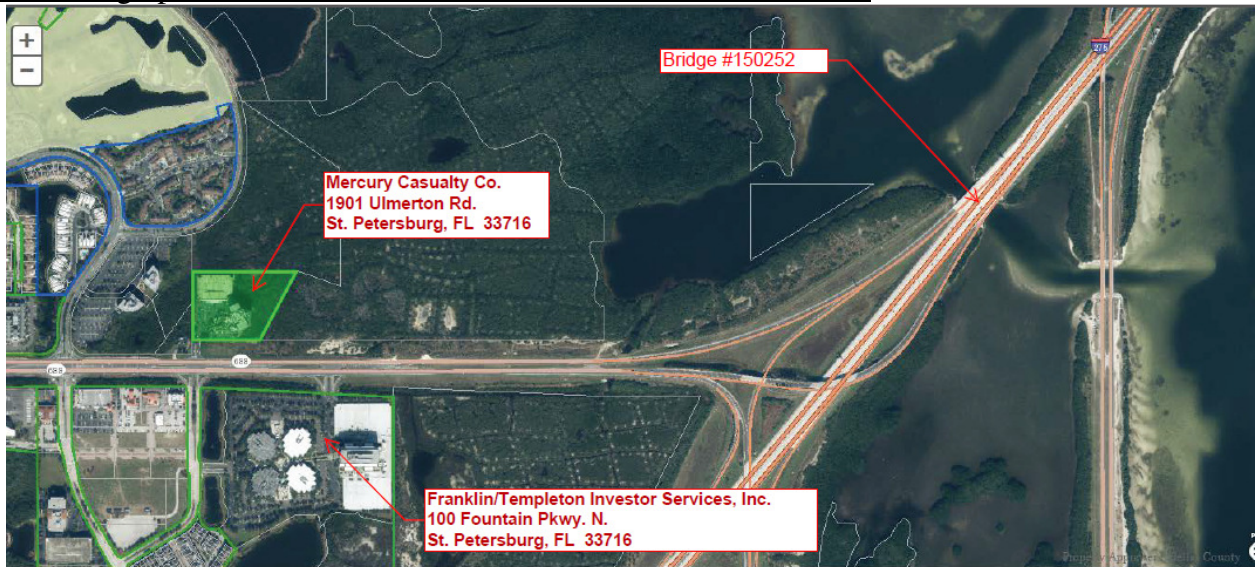 +
−
Bridge #150252
275
Mercury Casualty Co.
1901 Ulmerton Rd.
St. Petersburg, FL  33716
688
688
Franklin/Templeton Investor Services, Inc.
100 Fountain Pkwy. N.
St. Petersburg, FL  33716
County